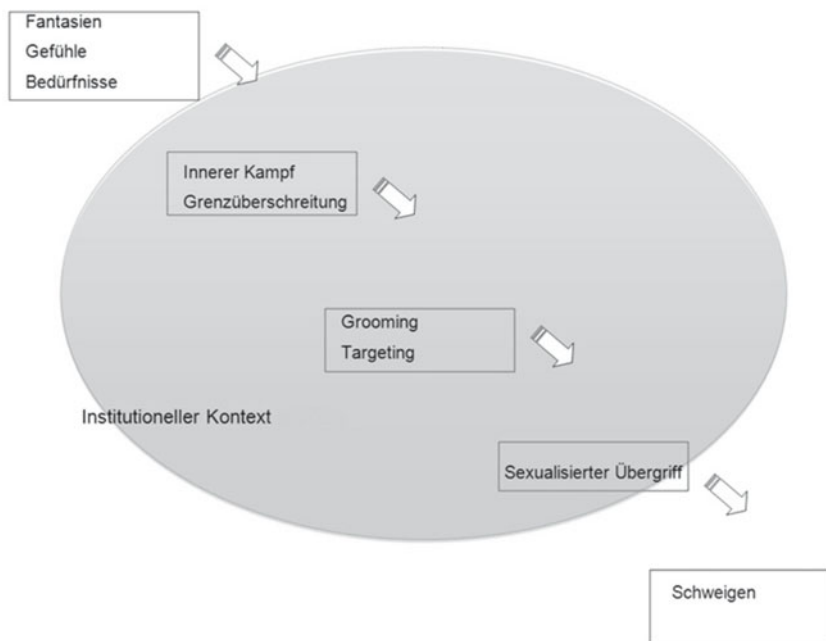 Fantasien
Gefühle
Bedürfnisse
Innerer Kampf
Grenzüberschreitung
Grooming
Targeting
Institutioneller Kontext
Sexualisierter Übergriff
Schweigen